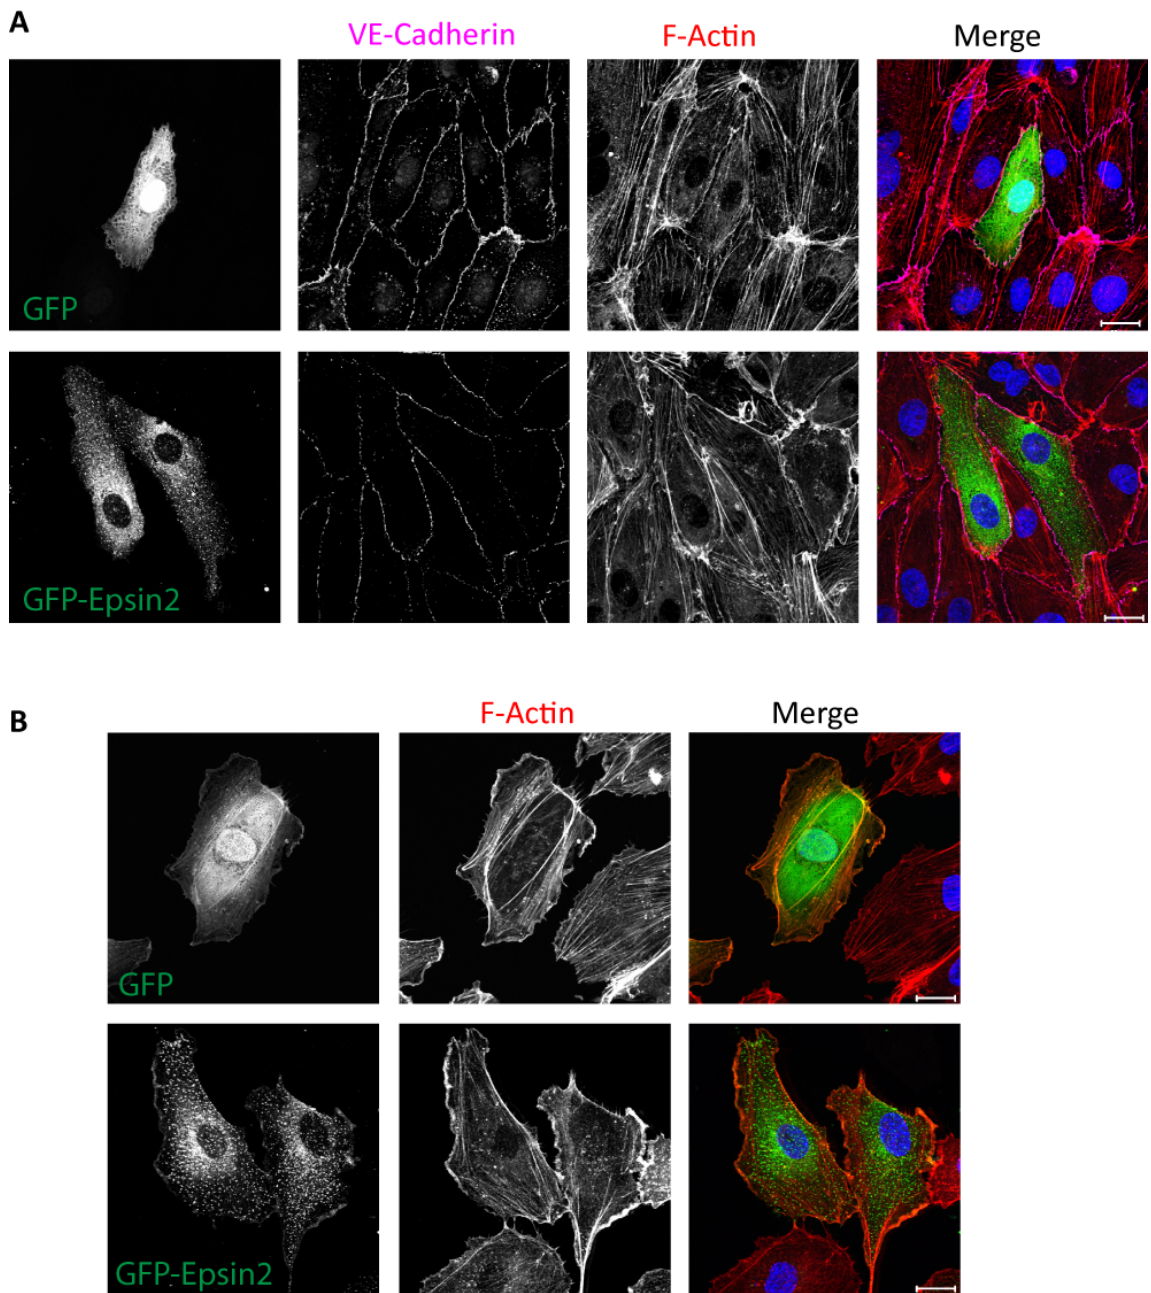 A
VE-Cadherin
F-Actin
Merge
GFP
GFP-Epsin2
B
F-Actin
Merge
GFP
GFP-Epsin2